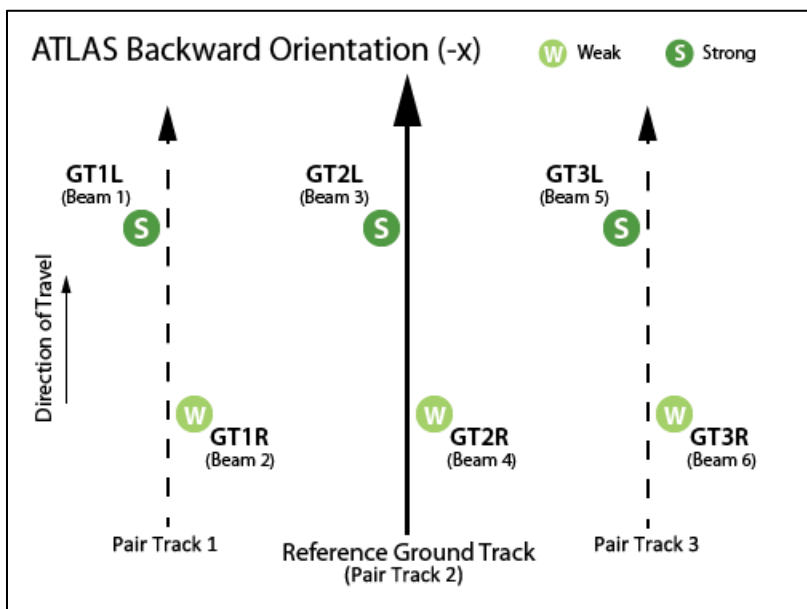 ATLAS Backward Orientation (-x)
W Weak
S Strong
GT1L
(Beam 1)
S
GT2L
(Beam 3)
S
GT3L
(Beam 5)
S
Direction of Travel
W
GT1R
(Beam 2)
W
GT2R
(Beam 4)
W
GT3R
(Beam 6)
Pair Track 1
Reference Ground Track
(Pair Track 2)
Pair Track 3